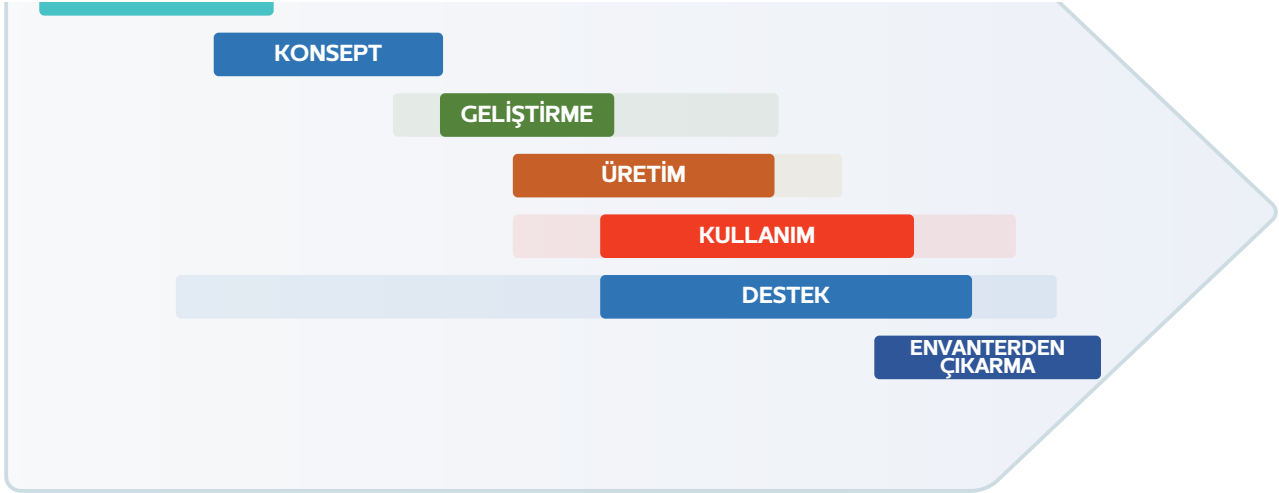 KONSEPT
GELİŞTİRME
ÜRETİM
KULLANIM
DESTEK
ENVANTERDEN
ÇIKARMA